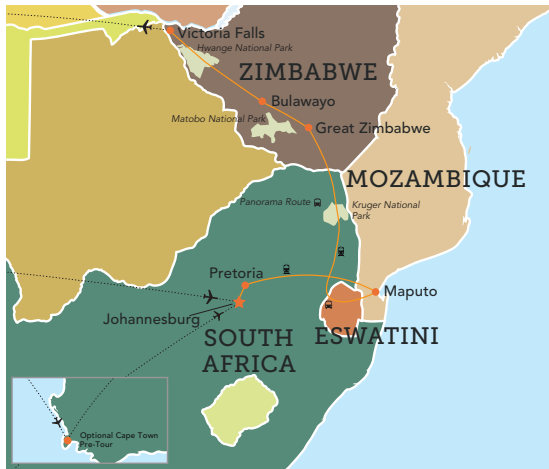 Victoria Falls
Hwange National Park
ZIMBABWE
Bulawayo
Matobo National Park
Great Zimbabwe
MOZAMBIQUE
Panorama Route
Kruger National
Park
Pretoria
Maputo
Johannesburg
SOUTH
AFRICA
ESWATINI
Optional Cape Town
Pre-Tour